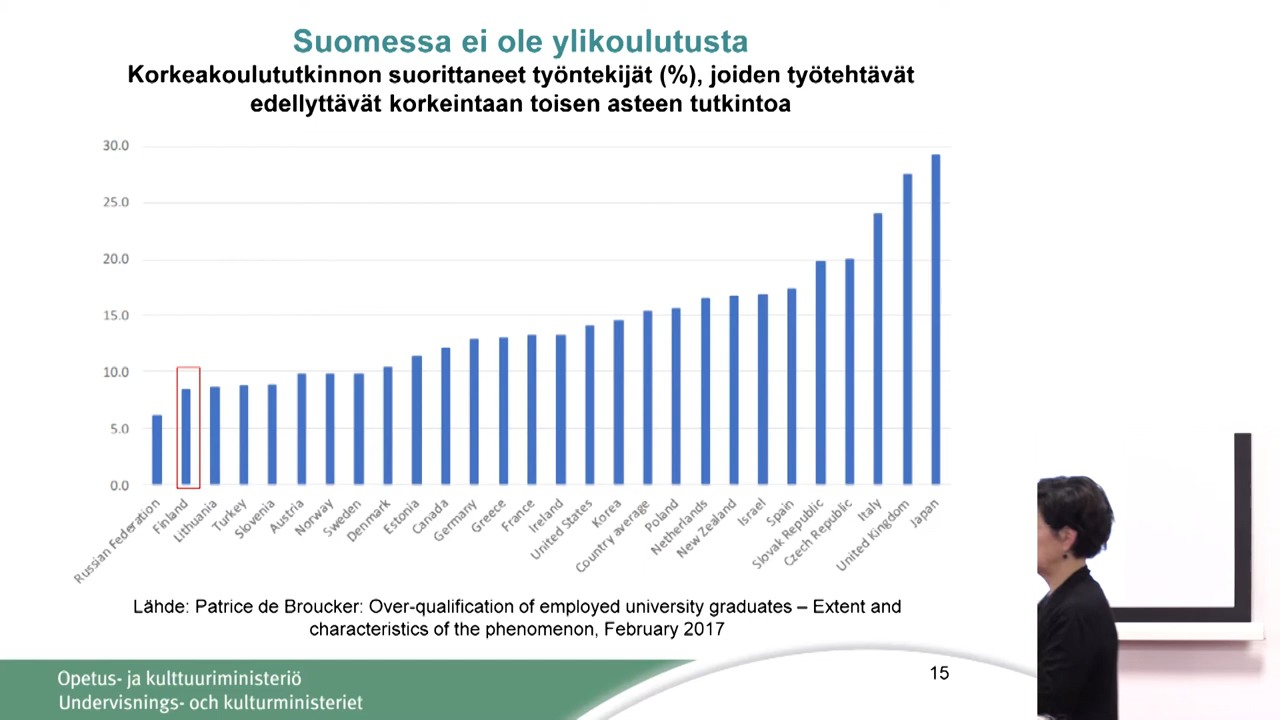 Suomessa ei ole ylikoulutusta
Korkeakoulututkinnon suorittaneet työntekijät (%), joiden työtehtävät
edellyttävät korkeintaan toisen asteen tutkintoa
30.0
25.0
20.0
15.0
10.0
5.0
0.0
Russian Federation
Finland
Lithuania
Turkey
Slovenia
Austria
Norway
Sweden
Denmark
Estonia
Canada
Germany
Greece
France
Ireland
United States
Korea
Country average
Poland
Netherlands
New Zealand
Israel
Spain
Slovak Republic
Czech Republic
Italy
United Kingdom
Japan
Lähde: Patrice de Broucker: Over-qualification of employed university graduates – Extent and
characteristics of the phenomenon, February 2017
15
Opetus- ja kulttuuriministeriö
Undervisnings- och kulturministeriet